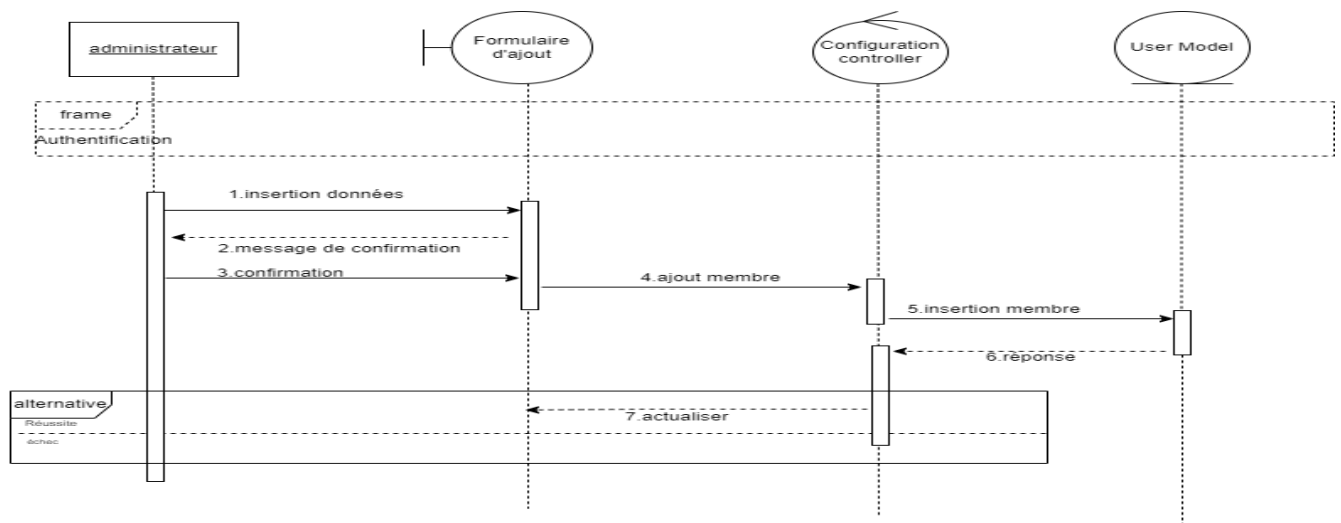 administrateur
Formulaire
d'ajout
Configuration
controller
User Model
frame
Authentification
1.insertion données
2.message de confirmation
3.confirmation
4.ajout membre
5.insertion membre
6.réponse
alternative
7.actualiser
Réussite
échec